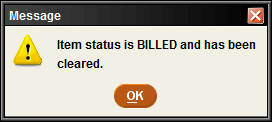 Message
Item status is BILLED and has been
cleared.
OK